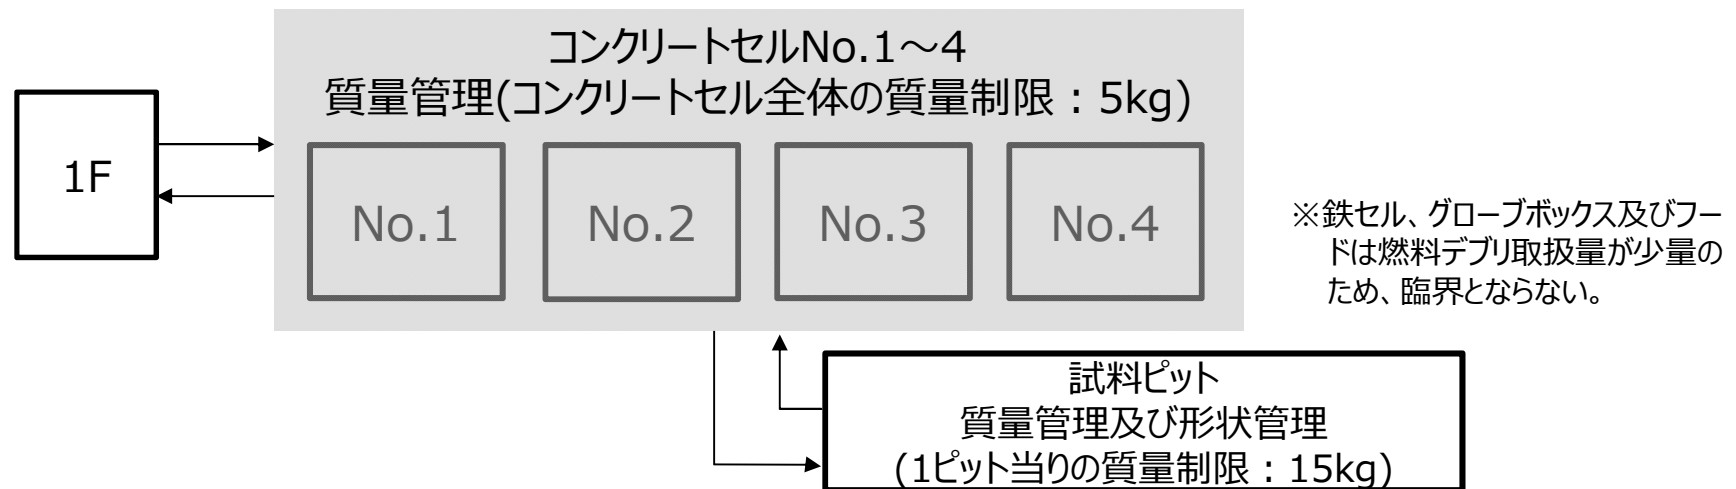 コンクリートセルNo.1～4
質量管理(コンクリートセル全体の質量制限：5kg)
1F
No.1
No.2
No.3
No.4
※鉄セル、グローブボックス及びフー
ドは燃料デブリ取扱量が少量の
ため、臨界とならない。
試料ピット
質量管理及び形状管理
(1ピット当りの質量制限：15kg)